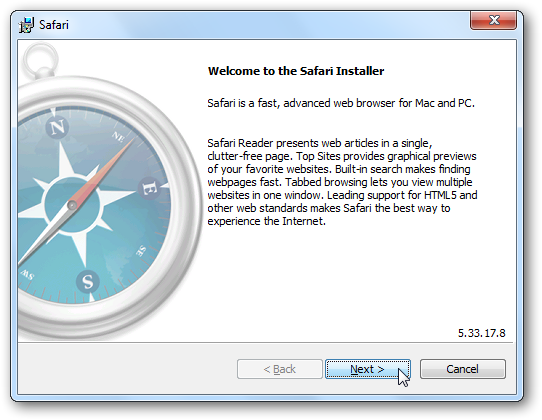 Safari
Welcome to the Safari Installer
Safari is a fast, advanced web browser for Mac and PC.
Safari Reader presents web articles in a single,
clutter-free page. Top Sites provides graphical previews
of your favorite websites. Built-in search makes finding
webpages fast. Tabbed browsing lets you view multiple
websites in one window. Leading support for HTML5 and
other web standards makes Safari the best way to
experience the Internet.
N
NE
E
SE
S
SW
5.33.17.8
< Back
Next >
Cancel